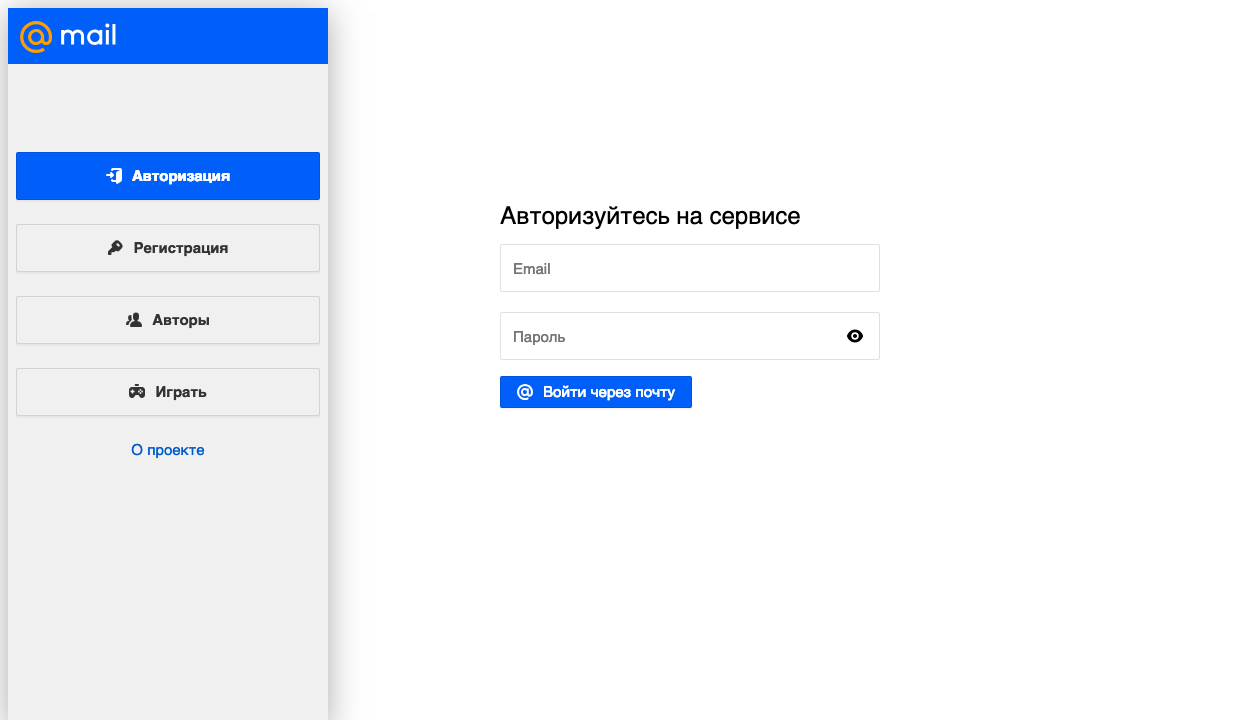 mail
Авторизация
Регистрация
Авторы
Играть
О проекте
Авторизуйтесь на сервисе
Email
Пароль
Войти через почту